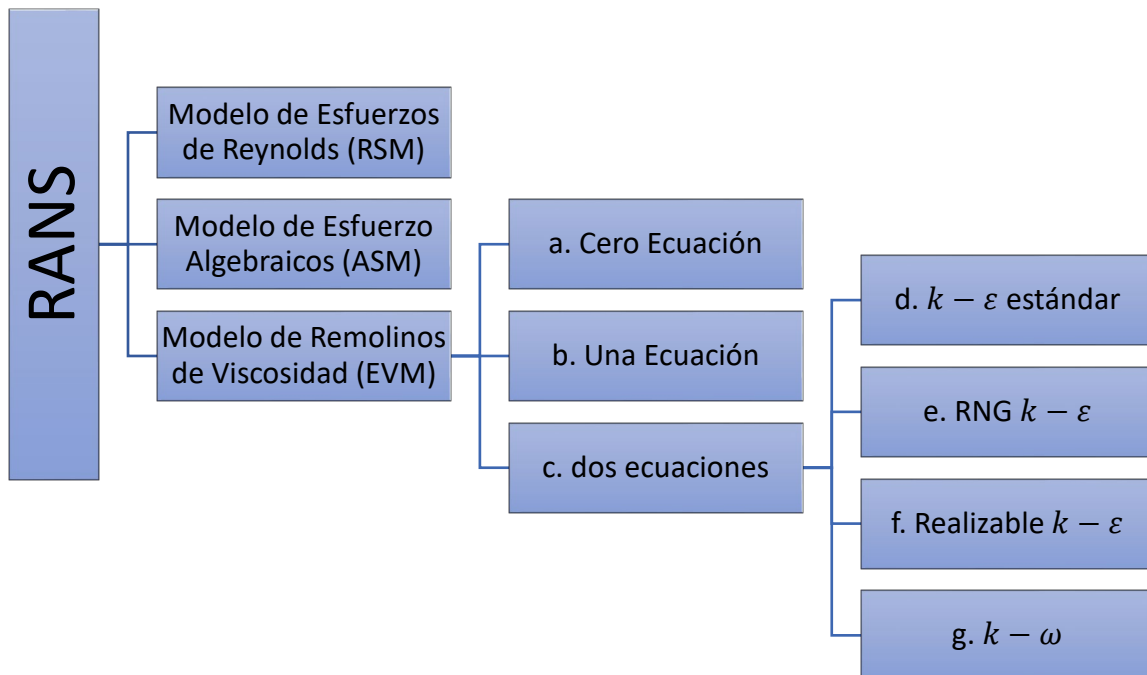 RANS
Modelo de Esfuerzos
de Reynolds (RSM)
Modelo de Esfuerzo
Algebraicos (ASM)
Modelo de Remolinos
de Viscosidad (EVM)
a. Cero Ecuación
b. Una Ecuación
c. dos ecuaciones
d. k − ε estándar
e. RNG k − ε
f. Realizable k − ε
g. k − ω